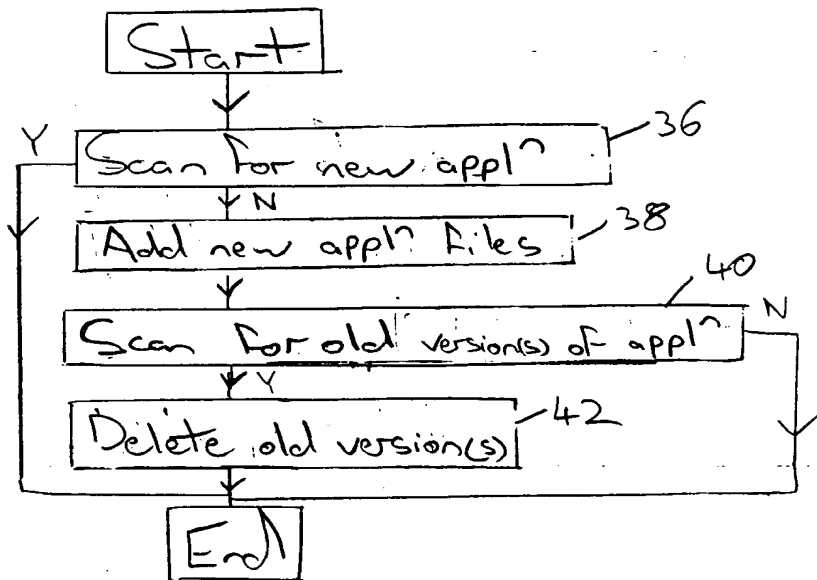 Start
Y
Scan for new appl^n
36
N
Add new appl^n files
38
40
Scan for old version(s) of appl^n
N
Y
Delete old version(s)
42
End